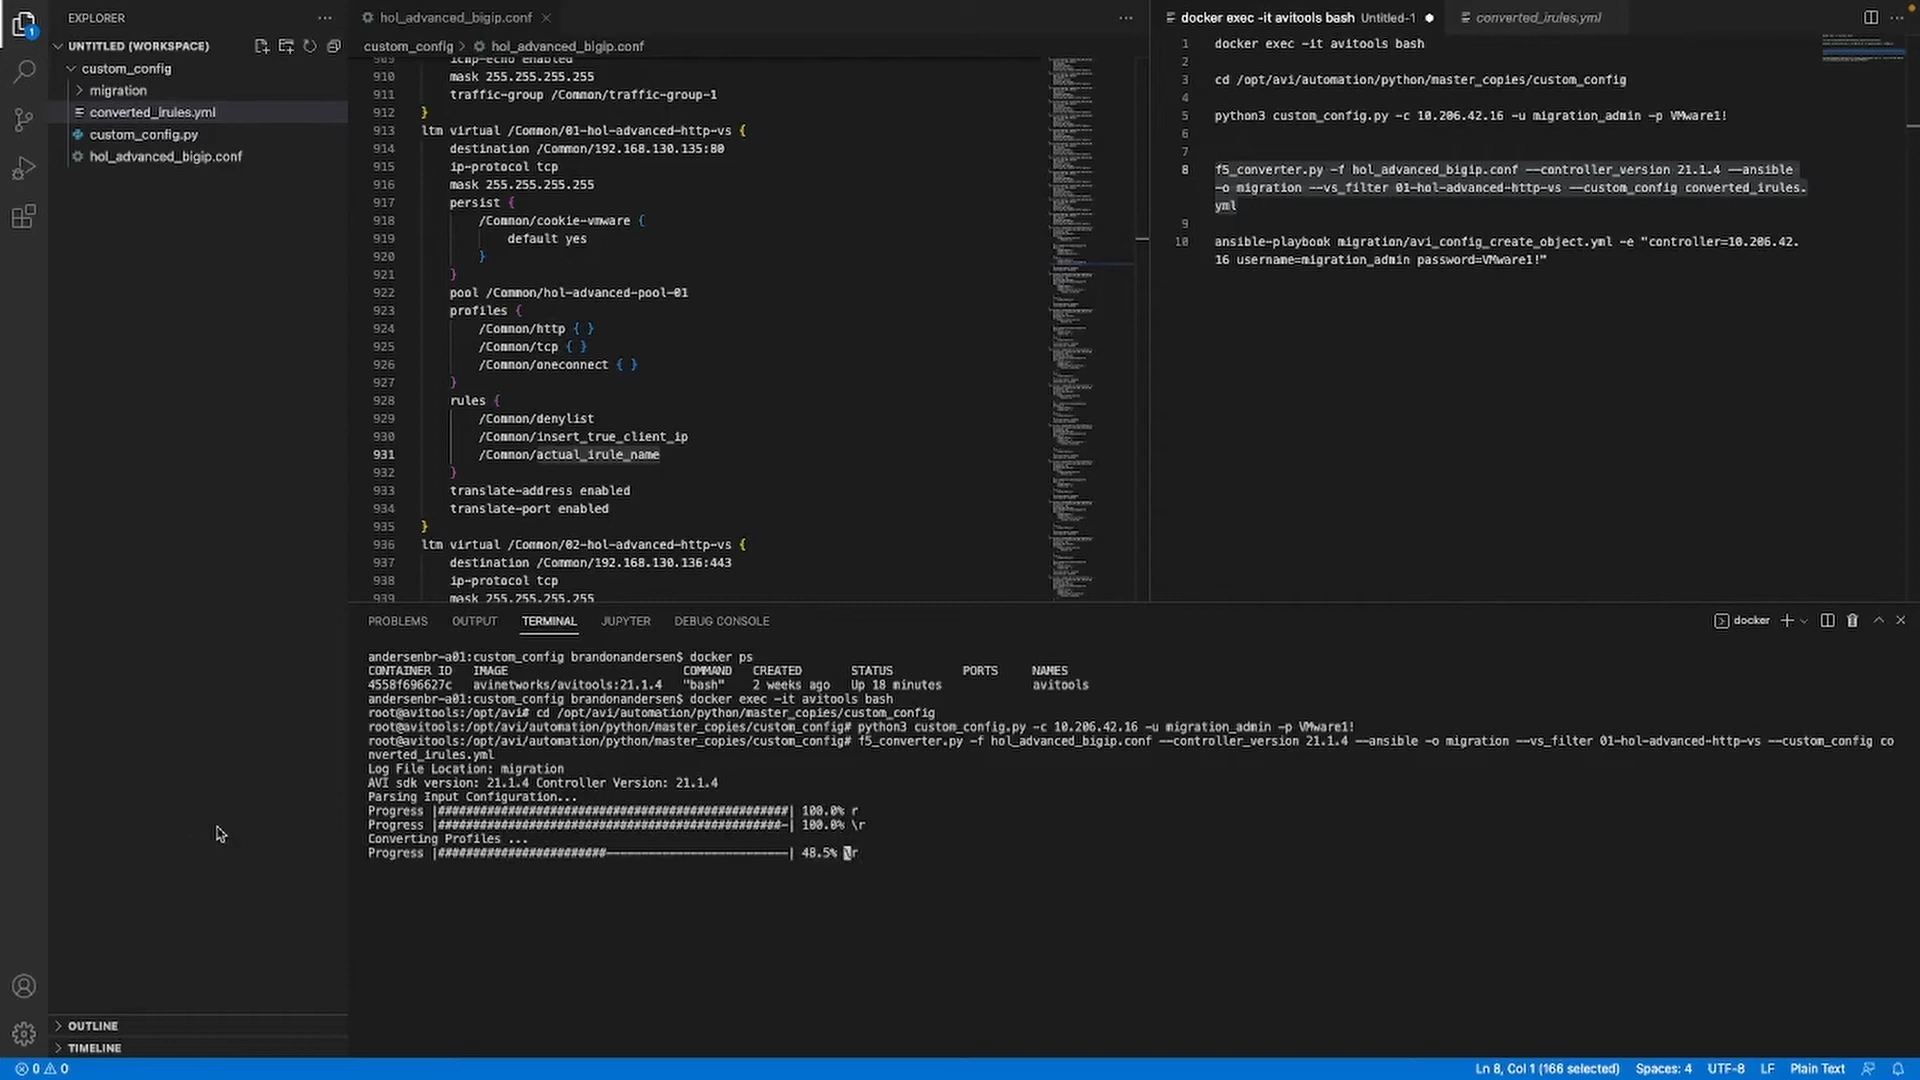 EXPLORER
UNTITLED (WORKSPACE)
custom_config
migration
converted_irules.yml
custom_config.py
hol_advanced_bigip.conf
OUTLINE
TIMELINE
hol_advanced_bigip.conf
custom_config > hol_advanced_bigip.conf
909 icmp-echo enabled
910 mask 255.255.255.255
911 traffic-group /Common/traffic-group-1
912 }
913 ltm virtual /Common/01-hol-advanced-http-vs {
914 destination /Common/192.168.130.135:80
915 ip-protocol tcp
916 mask 255.255.255.255
917 persist {
918 /Common/cookie-vmware {
919 default yes
920 }
921 }
922 pool /Common/hol-advanced-pool-01
923 profiles {
924 /Common/http { }
925 /Common/tcp { }
926 /Common/oneconnect { }
927 }
928 rules {
929 /Common/denylist
930 /Common/insert_true_client_ip
931 /Common/actual_irule_name
932 }
933 translate-address enabled
934 translate-port enabled
935 }
936 ltm virtual /Common/02-hol-advanced-http-vs {
937 destination /Common/192.168.130.136:443
938 ip-protocol tcp
939 mask 255.255.255.255
docker exec -it avitools bash Untitled-1
converted_irules.yml
1 docker exec -it avitools bash
2
3 cd /opt/avi/automation/python/master_copies/custom_config
4
5 python3 custom_config.py -c 10.206.42.16 -u migration_admin -p VMware1!
6
7
8 f5_converter.py -f hol_advanced_bigip.conf --controller_version 21.1.4 --ansible
-o migration --vs_filter 01-hol-advanced-http-vs --custom_config converted_irules.
yml
9
10 ansible-playbook migration/avi_config_create_object.yml -e "controller=10.206.42.
16 username=migration_admin password=VMware1!"
PROBLEMS OUTPUT TERMINAL JUPYTER DEBUG CONSOLE
docker
andersenbr-a01:custom_config brandonandersen$ docker ps
CONTAINER ID IMAGE COMMAND CREATED STATUS PORTS NAMES
4558f696627c avinetworks/avitools:21.1.4 "bash" 2 weeks ago Up 18 minutes avitools
andersenbr-a01:custom_config brandonandersen$ docker exec -it avitools bash
root@avitools:/opt/avi# cd /opt/avi/automation/python/master_copies/custom_config
root@avitools:/opt/avi/automation/python/master_copies/custom_config# python3 custom_config.py -c 10.206.42.16 -u migration_admin -p VMware1!
root@avitools:/opt/avi/automation/python/master_copies/custom_config# f5_converter.py -f hol_advanced_bigip.conf --controller_version 21.1.4 --ansible -o migration --vs_filter 01-hol-advanced-http-vs --custom_config co
nverted_irules.yml
Log File Location: migration
AVI sdk version: 21.1.4 Controller Version: 21.1.4
Parsing Input Configuration...
Progress |##################################################| 100.0% r
Progress |#################################################-| 100.0% \r
Converting Profiles ...
Progress |########################--------------------------| 48.5% \r
0 0
Ln 8, Col 1 (166 selected) Spaces: 4 UTF-8 LF Plain Text